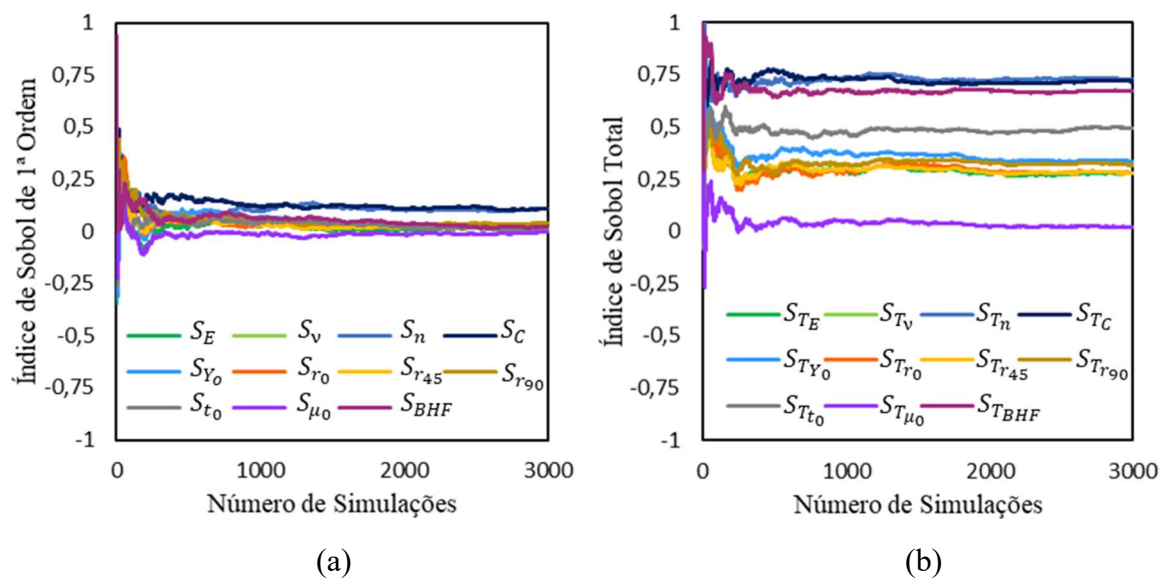 Índice de Sobol de 1ª Ordem
1
0,75
0,5
0,25
0
-0,25
-0,5
-0,75
-1
S_E S_ν S_n S_C
S_{Y_o} S_{r_0} S_{r_{45}} S_{r_{90}}
S_{t_0} S_{μ_0} S_{BHF}
0 1000 2000 3000
Número de Simulações
(a)
Índice de Sobol Total
1
0,75
0,5
0,25
0
-0,25
-0,5
-0,75
-1
S_{T_E} S_{T_ν} S_{T_n} S_{T_C}
S_{T_{Y_0}} S_{T_{r_0}} S_{T_{r_{45}}} S_{T_{r_{90}}}
S_{T_{t_0}} S_{T_{μ_0}} S_{T_{BHF}}
0 1000 2000 3000
Número de Simulações
(b)